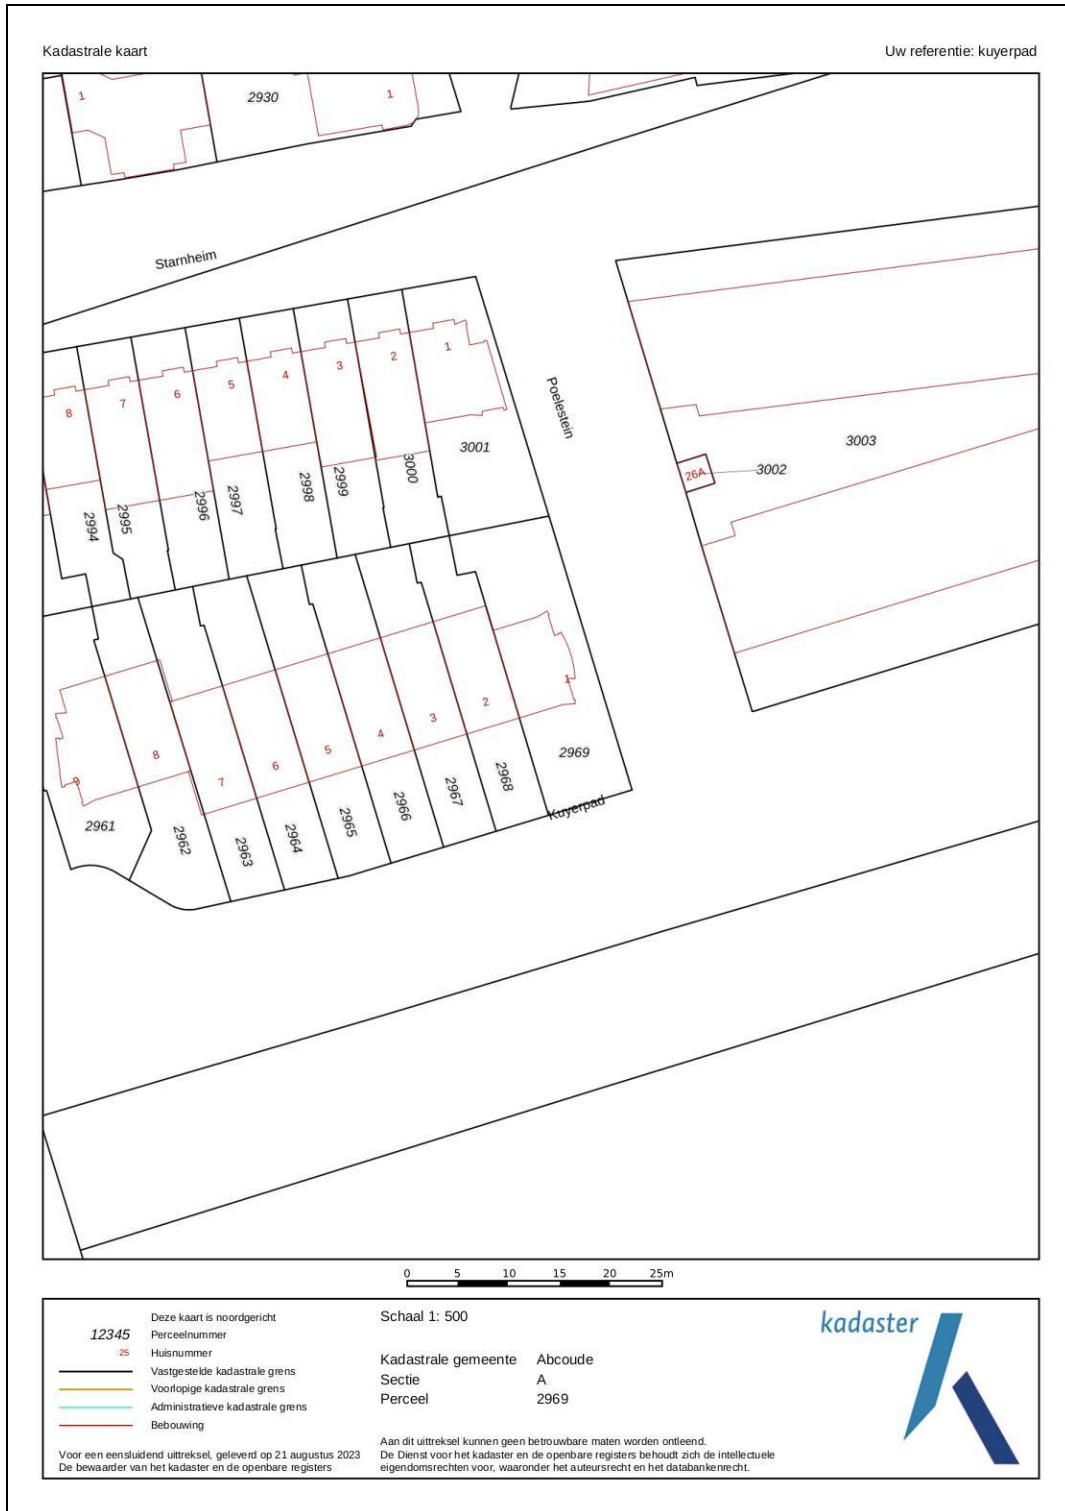 Kadastrale kaart
Uw referentie: kuyerpad
1
2930
1
Starnheim
8
7
6
5
4
3
2
1
Poelestein
3001
3000
2999
2998
2997
2996
2995
2994
3003
3002
26A
9
8
7
6
5
4
3
2
1
2961
2962
2963
2964
2965
2966
2967
2968
2969
Kuyerpad
0 5 10 15 20 25m
Deze kaart is noordgericht
12345 Perceelnummer
25 Huisnummer
Vastgestelde kadastrale grens
Voorlopige kadastrale grens
Administratieve kadastrale grens
Bebouwing
Voor een eensluidend uittreksel, geleverd op 21 augustus 2023
De bewaarder van het kadaster en de openbare registers
Schaal 1: 500
Kadastrale gemeente Abcoude
Sectie A
Perceel 2969
Aan dit uittreksel kunnen geen betrouwbare maten worden ontleend.
De Dienst voor het kadaster en de openbare registers behoudt zich de intellectuele
eigendomsrechten voor, waaronder het auteursrecht en het databankenrecht.
kadaster